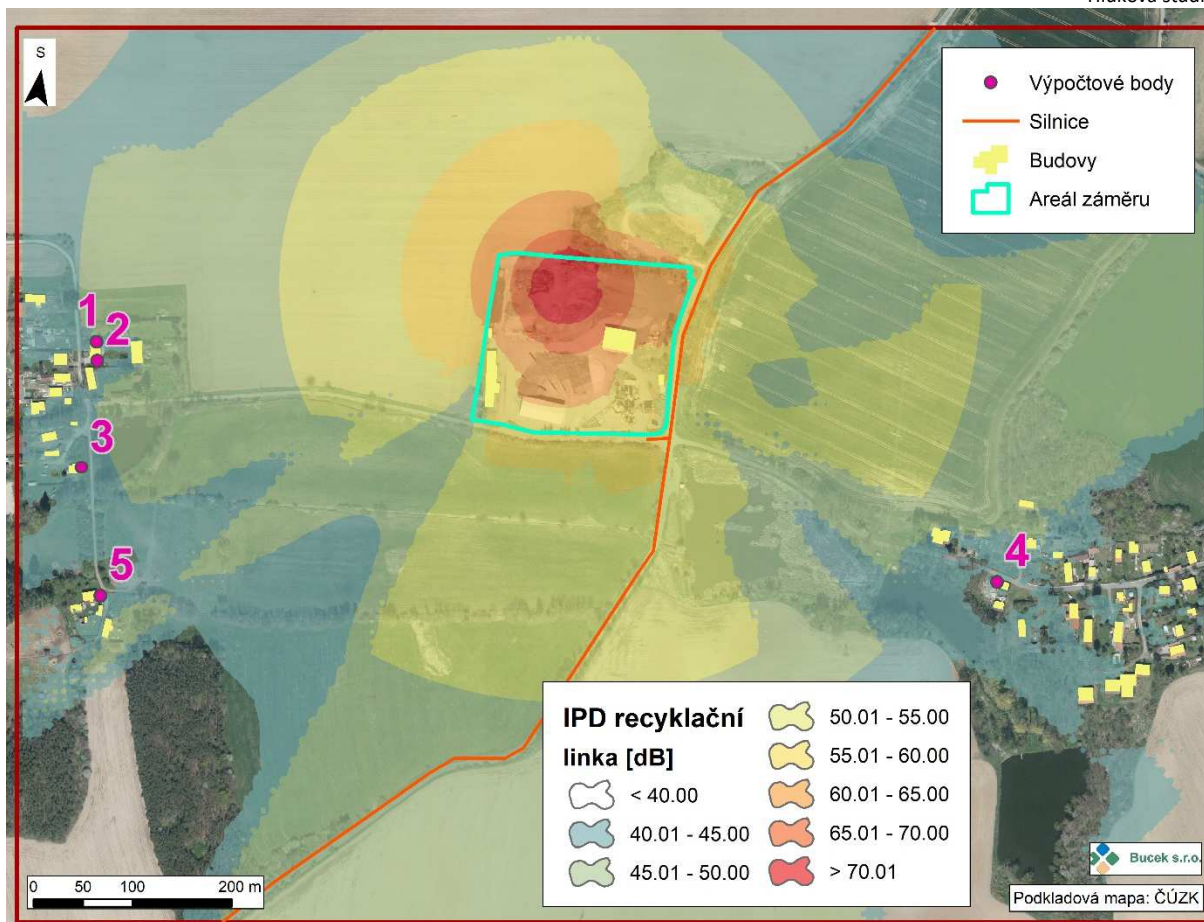 S
Výpočtové body
Silnice
Budovy
Areál záměru
1
2
3
5
4
IPD recyklační
linka [dB]
< 40.00
40.01 - 45.00
45.01 - 50.00
50.01 - 55.00
55.01 - 60.00
60.01 - 65.00
65.01 - 70.00
> 70.01
0 50 100 200 m
Bucek s.r.o.
Podkladová mapa: ČÚZK